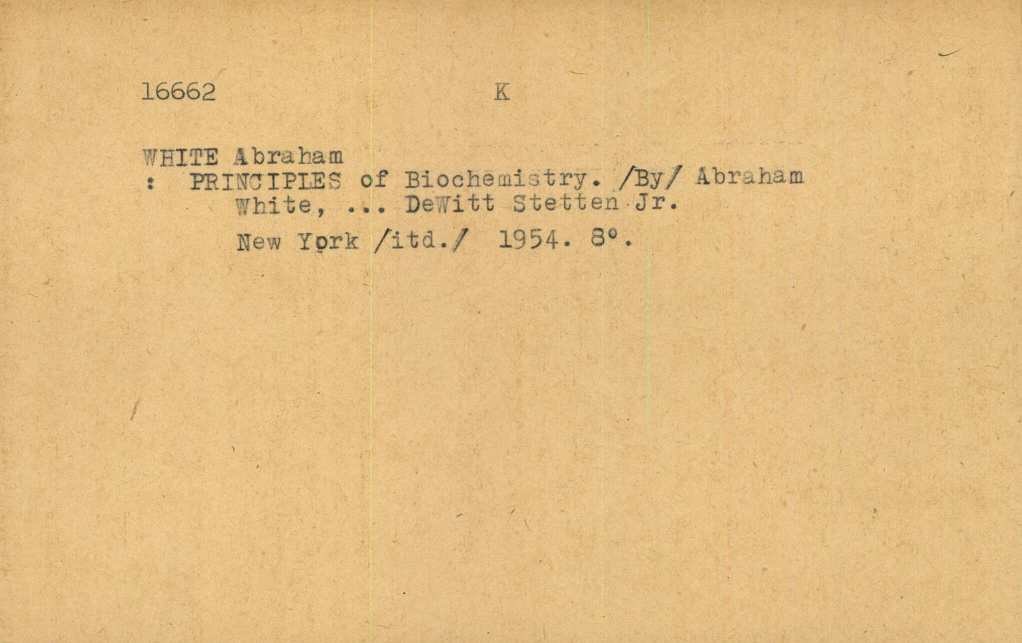 16662 K
WHITE Abraham
: PRINCIPLES of Biochemistry. /By/ Abraham
White, ... DeWitt Stetten Jr.
New York /itd./ 1954. 8°.